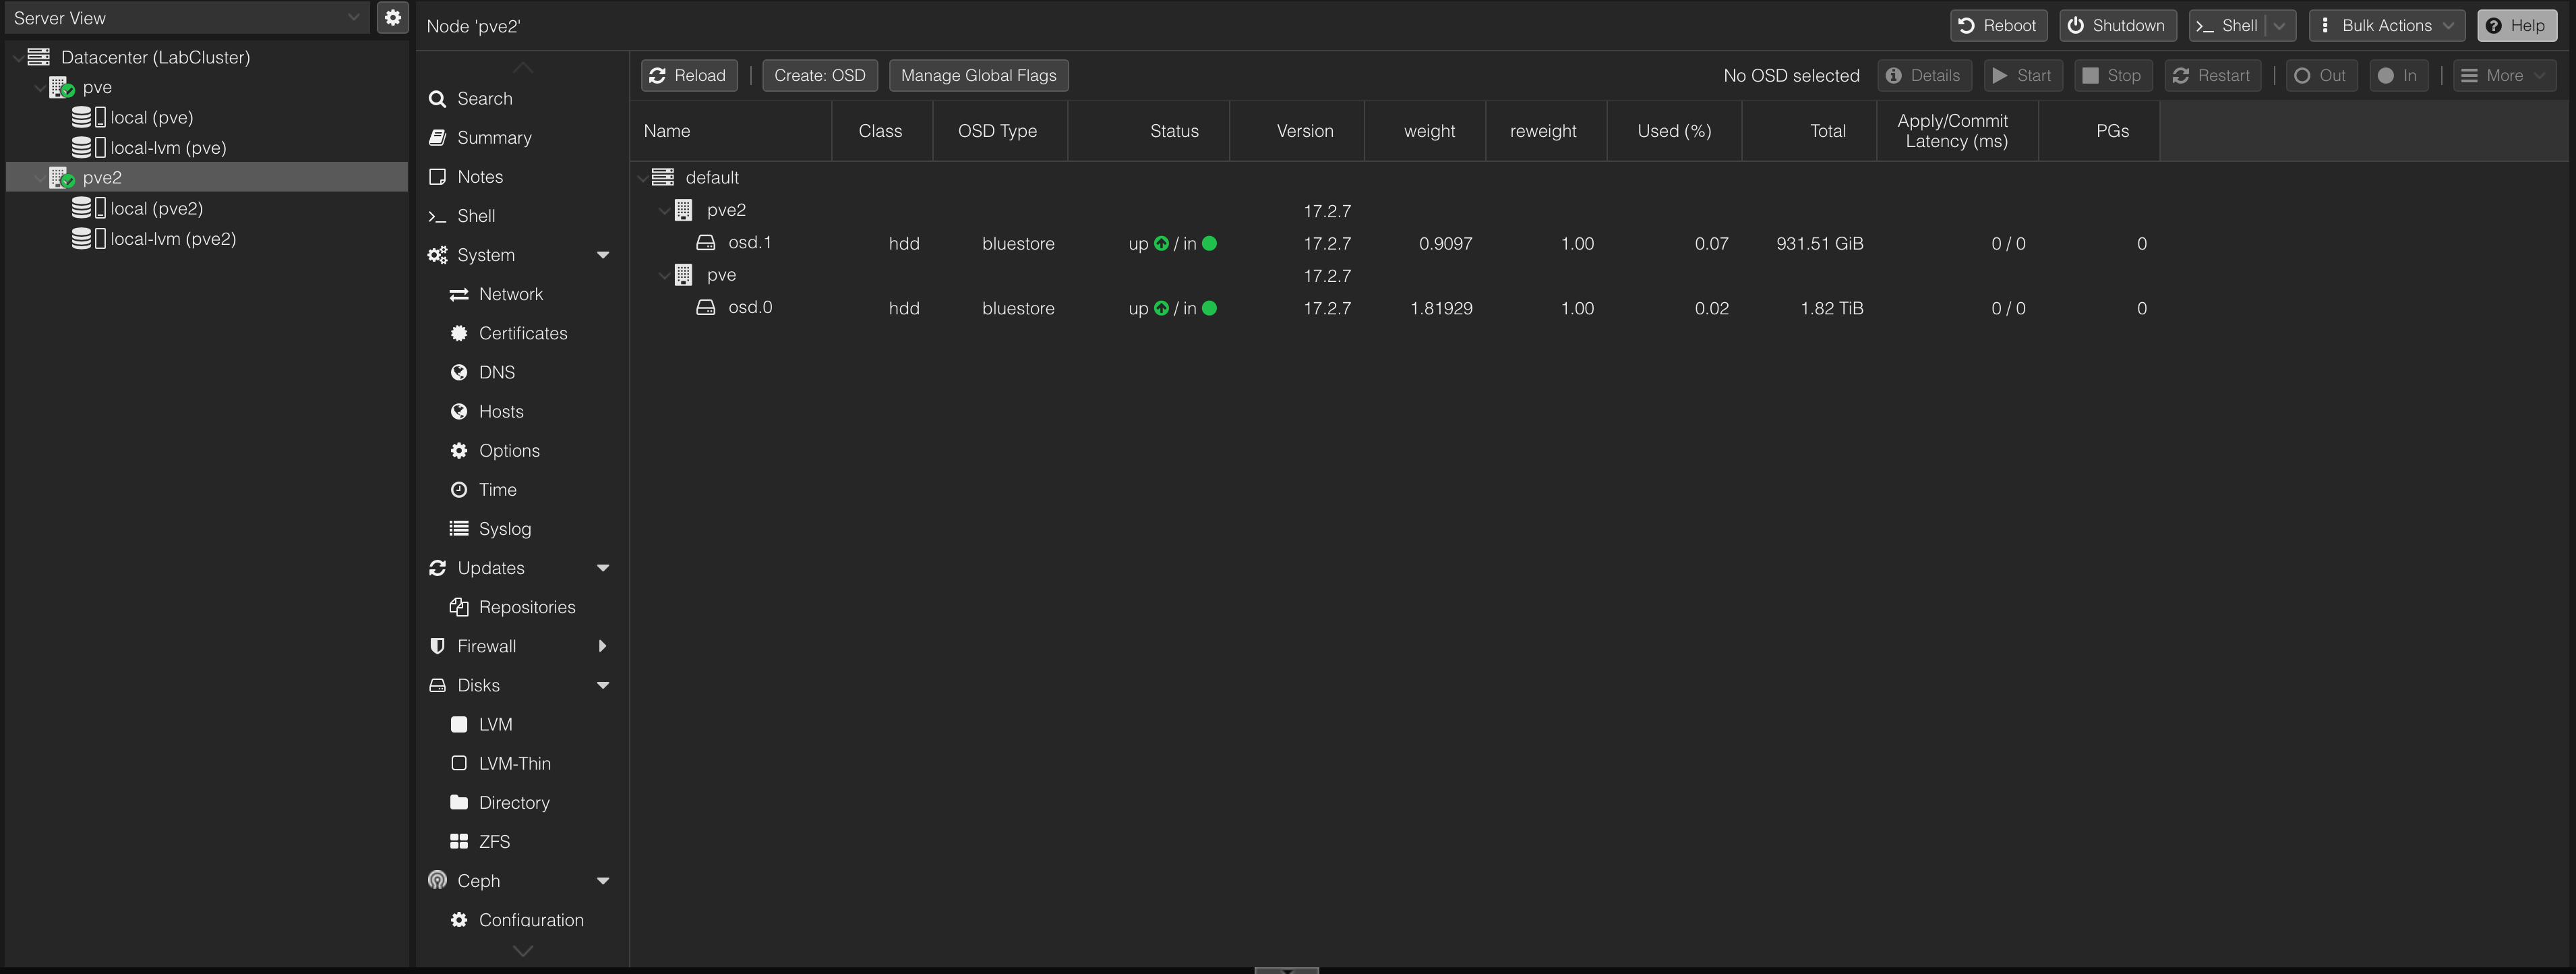 Server View
Datacenter (LabCluster)
pve
local (pve)
local-lvm (pve)
pve2
local (pve2)
local-lvm (pve2)
Node 'pve2'
Reboot
Shutdown
Shell
Bulk Actions
Help
Search
Summary
Notes
Shell
System
Network
Certificates
DNS
Hosts
Options
Time
Syslog
Updates
Repositories
Firewall
Disks
LVM
LVM-Thin
Directory
ZFS
Ceph
Configuration
Reload | Create: OSD Manage Global Flags
No OSD selected Details Start Stop Restart | Out In | More
Name Class OSD Type Status Version weight reweight Used (%) Total Apply/Commit Latency (ms) PGs
default
pve2 17.2.7
osd.1 hdd bluestore up / in 17.2.7 0.9097 1.00 0.07 931.51 GiB 0 / 0 0
pve 17.2.7
osd.0 hdd bluestore up / in 17.2.7 1.81929 1.00 0.02 1.82 TiB 0 / 0 0